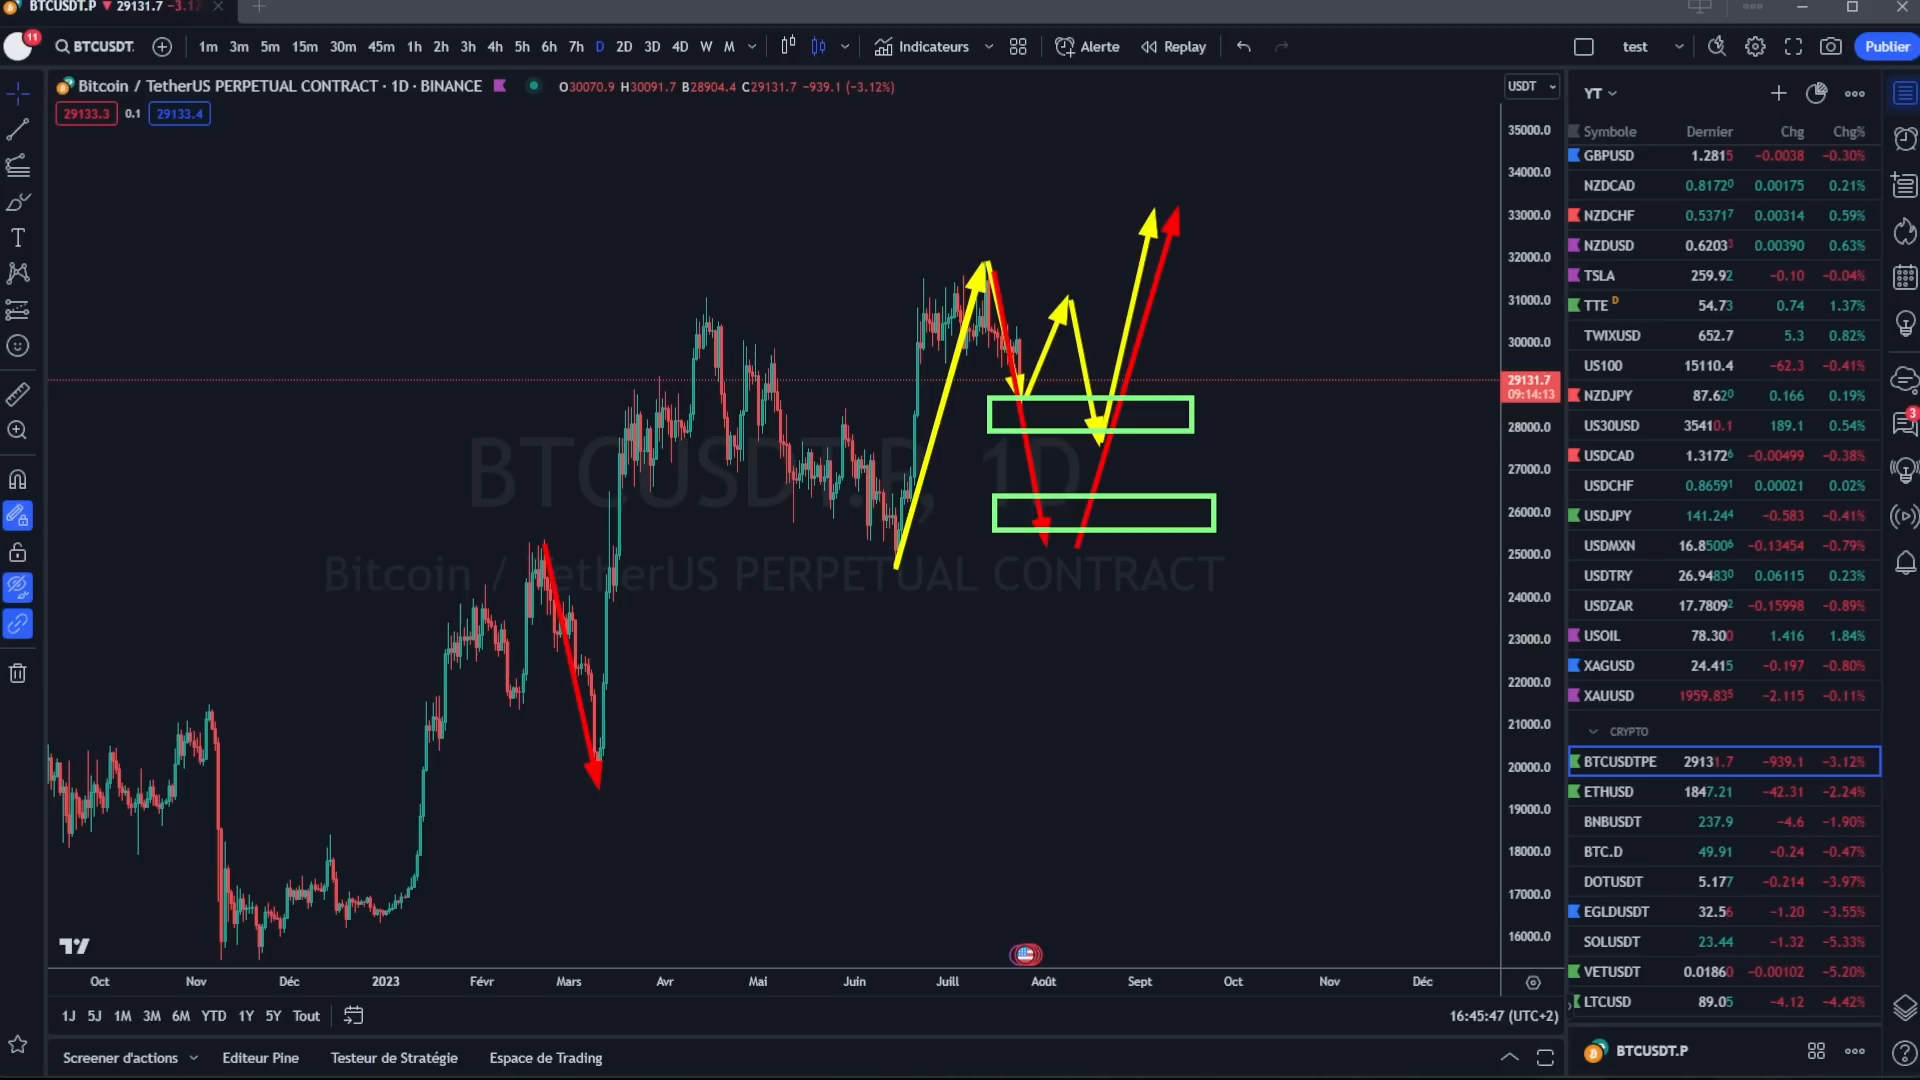 BTCUSDT.P ▼ 29131.7 −3.12
11 BTCUSDT. 1m 3m 5m 15m 30m 45m 1h 2h 3h 4h 5h 6h 7h D 2D 3D 4D W M Indicateurs Alerte Replay test Publier
Bitcoin / TetherUS PERPETUAL CONTRACT · 1D · BINANCE O30070.9 H30091.7 B28904.4 C29131.7 −939.1 (−3.12%)
29133.3 0.1 29133.4
USDT
35000.0
34000.0
33000.0
32000.0
31000.0
30000.0
29131.7
09:14:13
28000.0
27000.0
26000.0
25000.0
24000.0
23000.0
22000.0
21000.0
20000.0
19000.0
18000.0
17000.0
16000.0
BTCUSDT.P, 1D
Bitcoin / TetherUS PERPETUAL CONTRACT
Oct Nov Déc 2023 Févr Mars Avr Mai Juin Juill Août Sept Oct Nov Déc
1J 5J 1M 3M 6M YTD 1Y 5Y Tout 16:45:47 (UTC+2)
Screener d'actions Editeur Pine Testeur de Stratégie Espace de Trading
YT
Symbole Dernier Chg Chg%
GBPUSD 1.2815 −0.0038 −0.30%
NZDCAD 0.81720 0.00175 0.21%
NZDCHF 0.53717 0.00314 0.59%
NZDUSD 0.62033 0.00390 0.63%
TSLA 259.92 −0.10 −0.04%
TTE D 54.73 0.74 1.37%
TWIXUSD 652.7 5.3 0.82%
US100 15110.4 −62.3 −0.41%
NZDJPY 87.620 0.166 0.19%
US30USD 35410.1 189.1 0.54%
USDCAD 1.31726 −0.00499 −0.38%
USDCHF 0.86591 0.00021 0.02%
USDJPY 141.244 −0.583 −0.41%
USDMXN 16.85006 −0.13454 −0.79%
USDTRY 26.94830 0.06115 0.23%
USDZAR 17.78092 −0.15998 −0.89%
USOIL 78.300 1.416 1.84%
XAGUSD 24.415 −0.197 −0.80%
XAUUSD 1959.835 −2.115 −0.11%
CRYPTO
BTCUSDTPE 29131.7 −939.1 −3.12%
ETHUSD 1847.21 −42.31 −2.24%
BNBUSDT 237.9 −4.6 −1.90%
BTC.D 49.91 −0.24 −0.47%
DOTUSDT 5.177 −0.214 −3.97%
EGLDUSDT 32.56 −1.20 −3.55%
SOLUSDT 23.44 −1.32 −5.33%
VETUSDT 0.01860 −0.00102 −5.20%
LTCUSD 89.05 −4.12 −4.42%
BTCUSDT.P
3